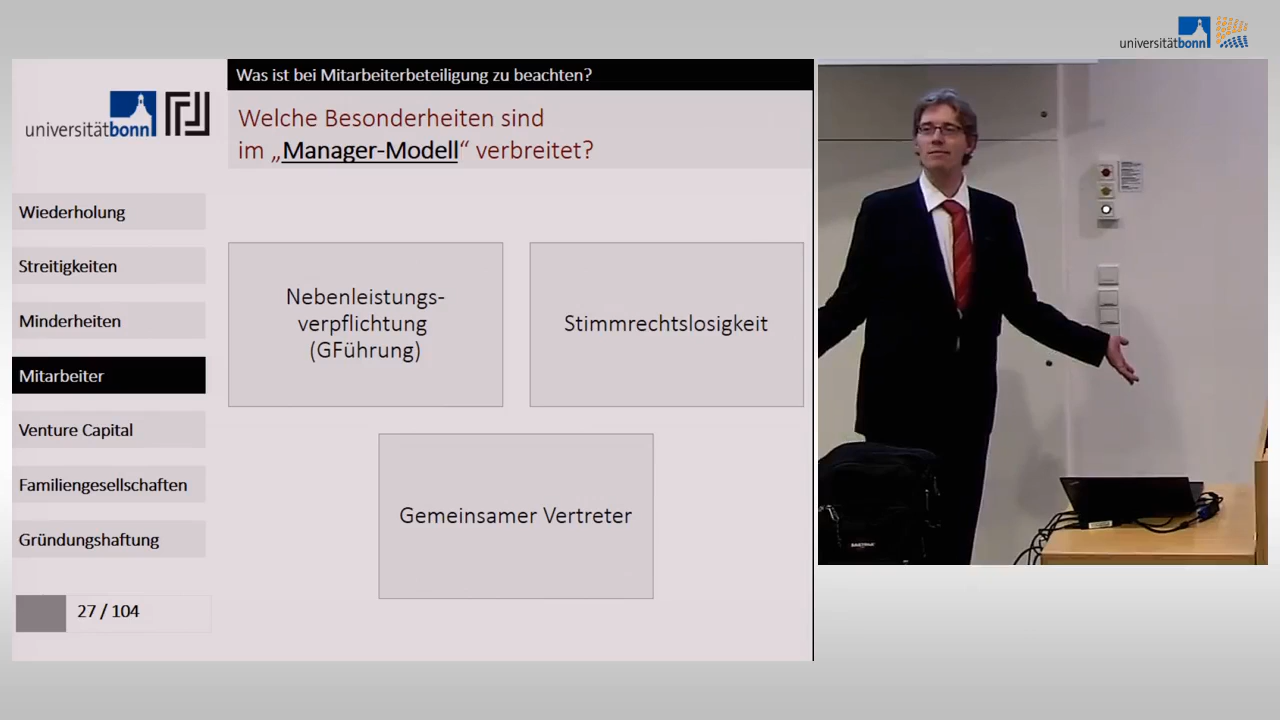 universitätbonn
Was ist bei Mitarbeiterbeteiligung zu beachten?
universitätbonn
Welche Besonderheiten sind
im „Manager-Modell“ verbreitet?
Wiederholung
Streitigkeiten
Minderheiten
Mitarbeiter
Venture Capital
Familiengesellschaften
Gründungshaftung
27 / 104
Nebenleistungs-
verpflichtung
(GFührung)
Stimmrechtslosigkeit
Gemeinsamer Vertreter
EASTPAK